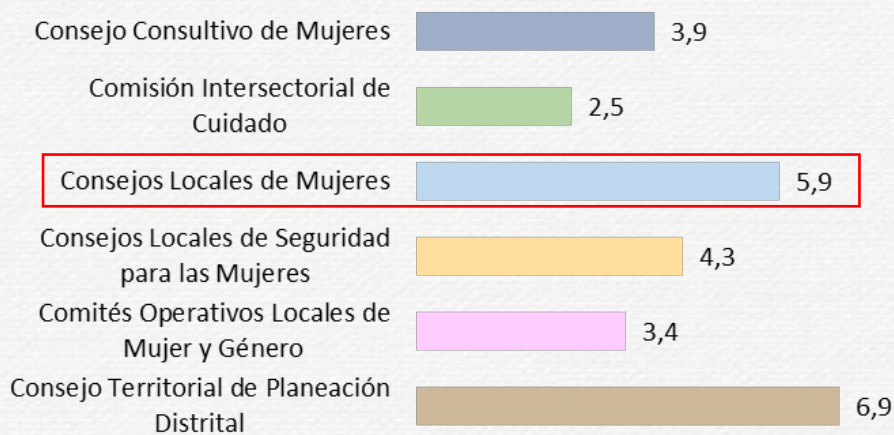 Consejo Consultivo de Mujeres 3,9
Comisión Intersectorial de
Cuidado
2,5
Consejos Locales de Mujeres 5,9
Consejos Locales de Seguridad
para las Mujeres
4,3
Comités Operativos Locales de
Mujer y Género
3,4
Consejo Territorial de Planeación
Distrital
6,9